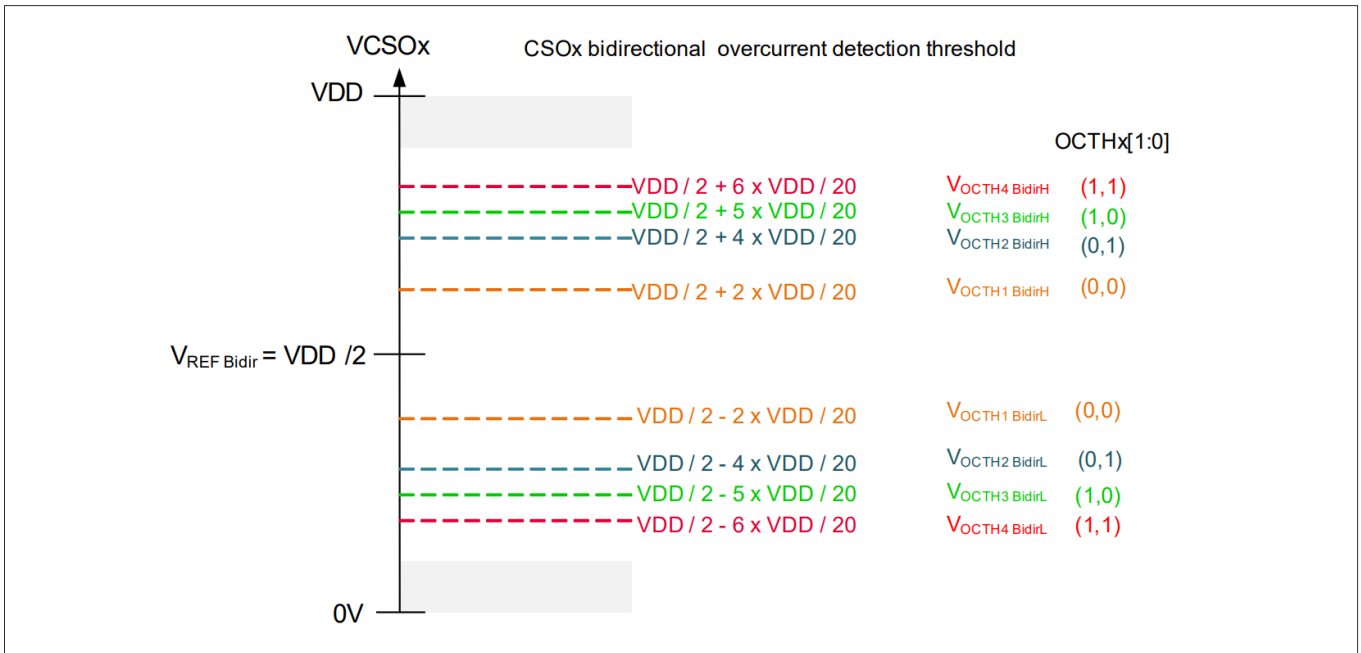 VCSOx CSOx bidirectional overcurrent detection threshold
VDD
OCTHx[1:0]
VDD / 2 + 6 x VDD / 20 VOCTH4 BidirH (1,1)
VDD / 2 + 5 x VDD / 20 VOCTH3 BidirH (1,0)
VDD / 2 + 4 x VDD / 20 VOCTH2 BidirH (0,1)
VDD / 2 + 2 x VDD / 20 VOCTH1 BidirH (0,0)
VREF Bidir = VDD /2
VDD / 2 - 2 x VDD / 20 VOCTH1 BidirL (0,0)
VDD / 2 - 4 x VDD / 20 VOCTH2 BidirL (0,1)
VDD / 2 - 5 x VDD / 20 VOCTH3 BidirL (1,0)
VDD / 2 - 6 x VDD / 20 VOCTH4 BidirL (1,1)
0V